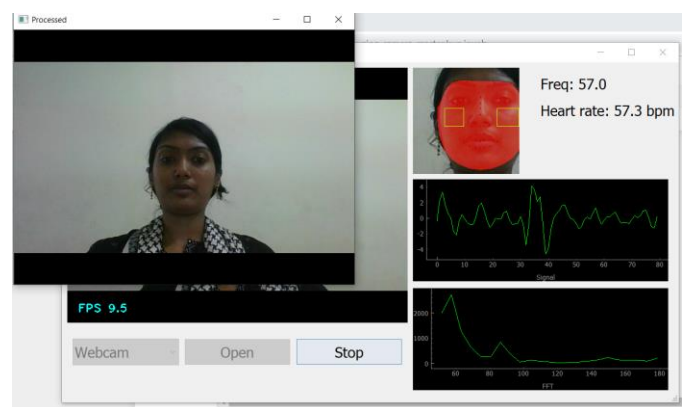 Processed
Freq: 57.0
Heart rate: 57.3 bpm
4
2
0
-2
-4
0 10 20 30 40 50 60 70 80
Signal
FPS 9.5
2000
1000
0
60 80 100 120 140 160 180
FFT
Webcam
Open
Stop